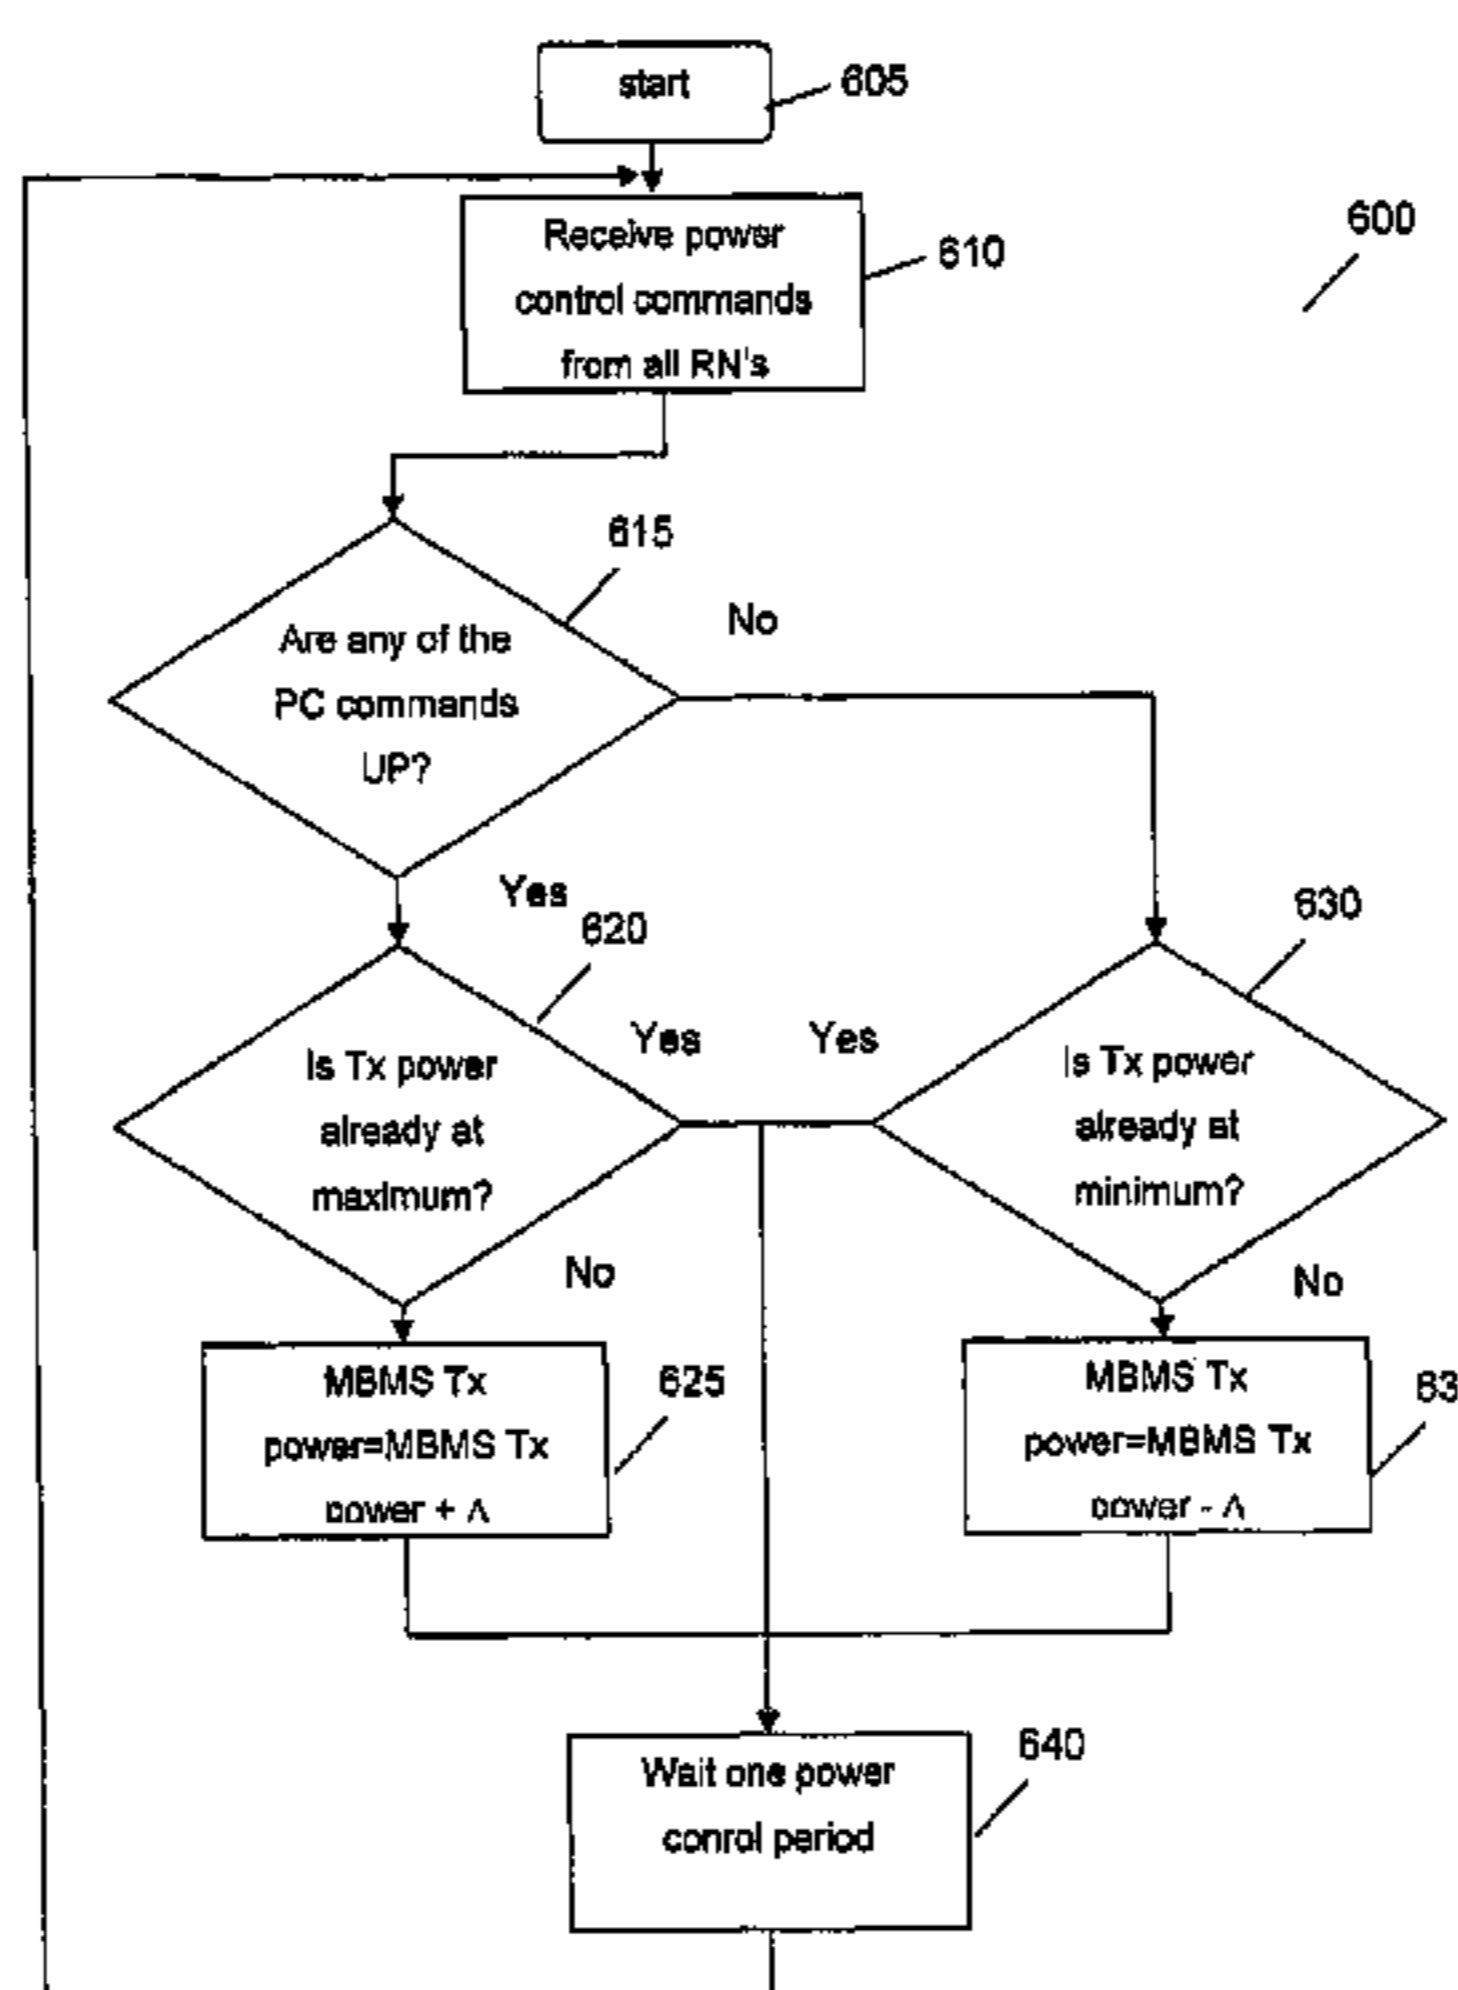 start
605
Receive power
control commands
from all RN's
610
600
615
Are any of the
PC commands
UP?
No
Yes
620
630
Is Tx power
already at
maximum?
Yes
Yes
Is Tx power
already at
minimum?
No
No
MBMS Tx
power=MBMS Tx
power + Δ
625
MBMS Tx
power=MBMS Tx
power - Δ
63
Wait one power
conrol period
640